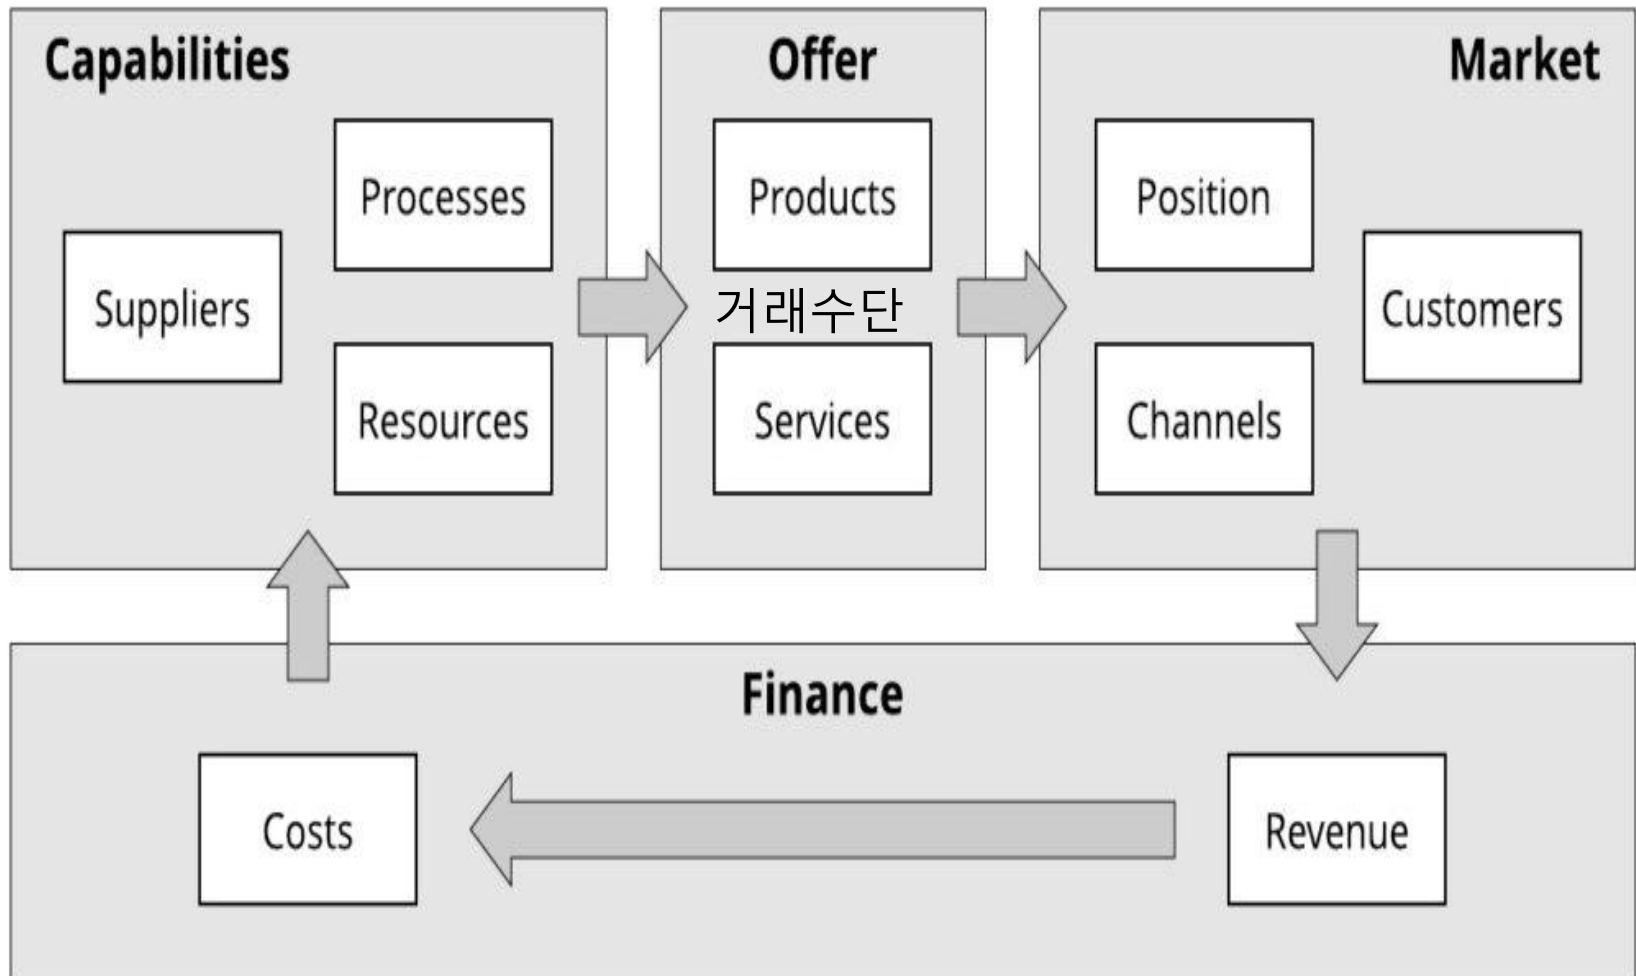 Capabilities
Suppliers
Processes
Resources
Offer
Products
거래수단
Services
Market
Position
Channels
Customers
Finance
Costs
Revenue